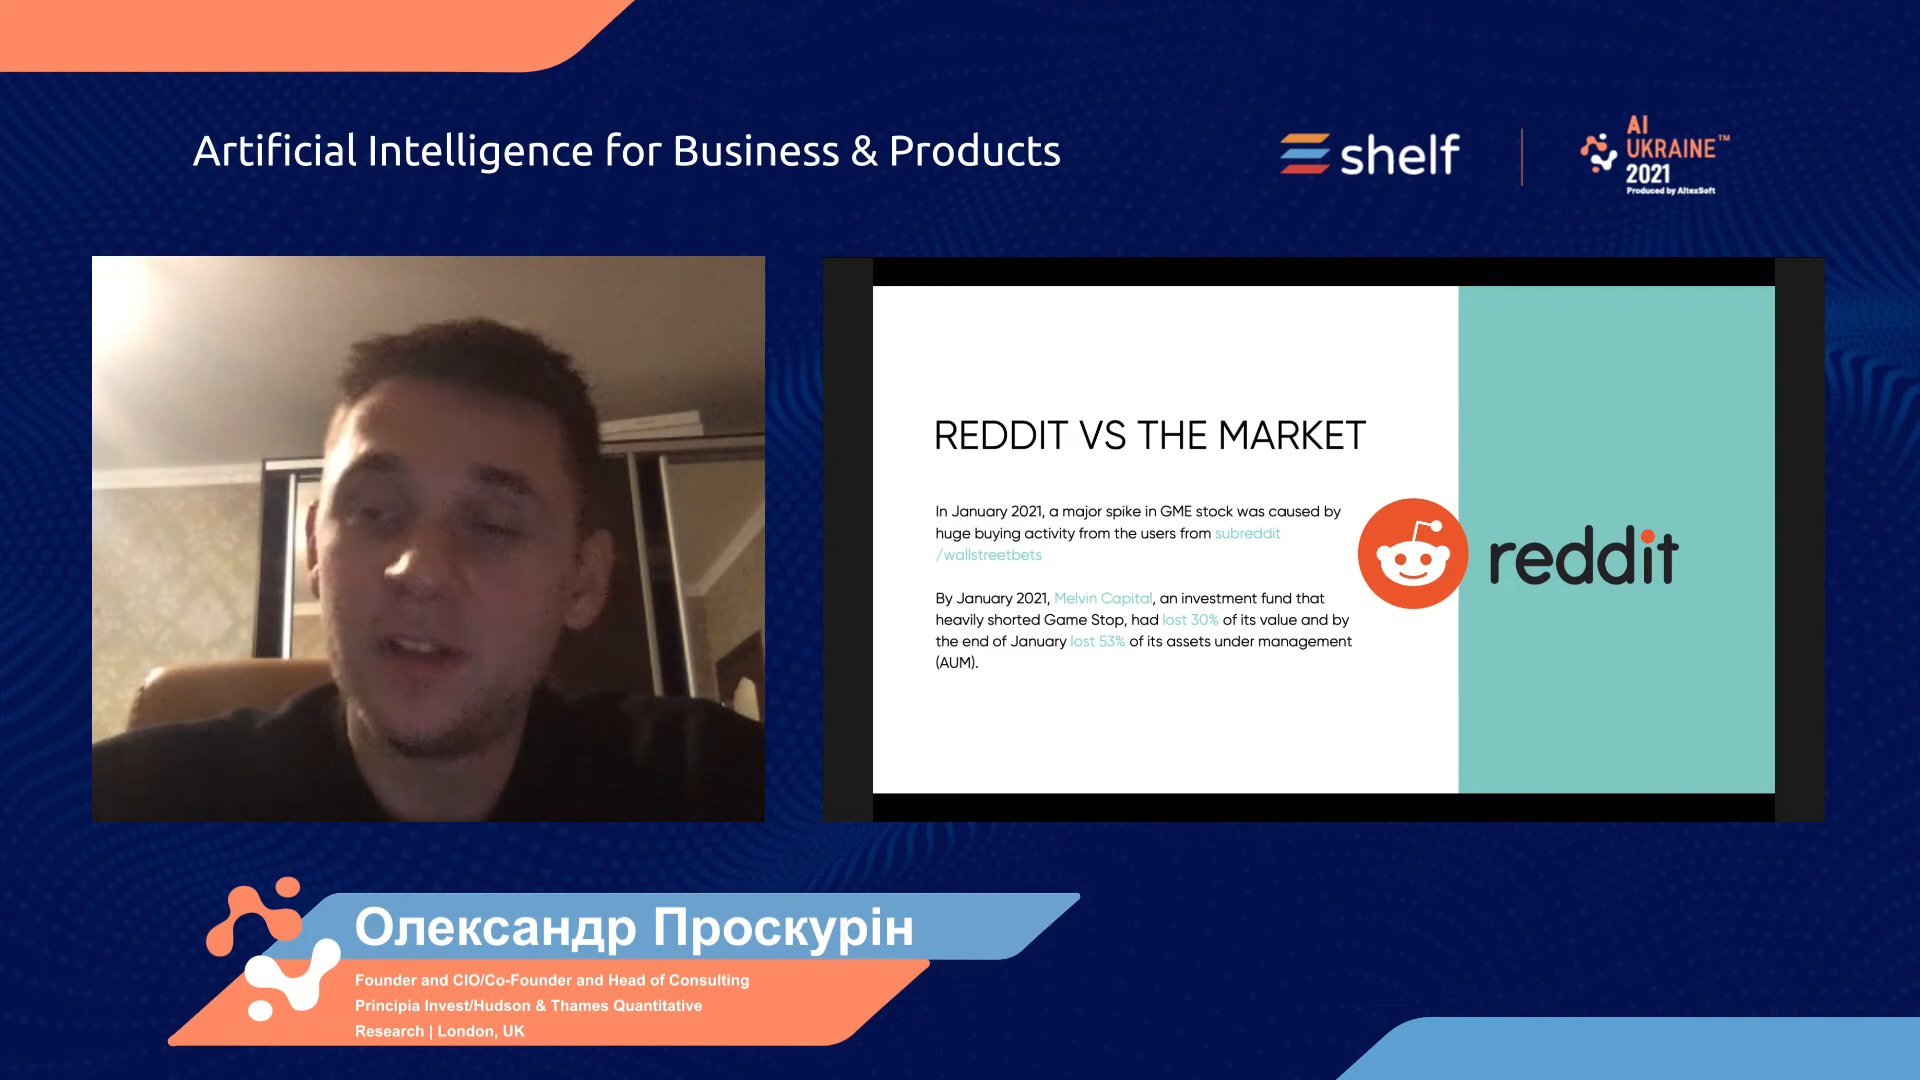 Artificial Intelligence for Business & Products
shelf
AI
UKRAINE™
2021
Produced by AltexSoft
REDDIT VS THE MARKET
In January 2021, a major spike in GME stock was caused by
huge buying activity from the users from subreddit
/wallstreetbets
By January 2021, Melvin Capital, an investment fund that
heavily shorted Game Stop, had lost 30% of its value and by
the end of January lost 53% of its assets under management
(AUM).
reddit
Олександр Проскурін
Founder and CIO/Co-Founder and Head of Consulting
Principia Invest/Hudson & Thames Quantitative
Research | London, UK